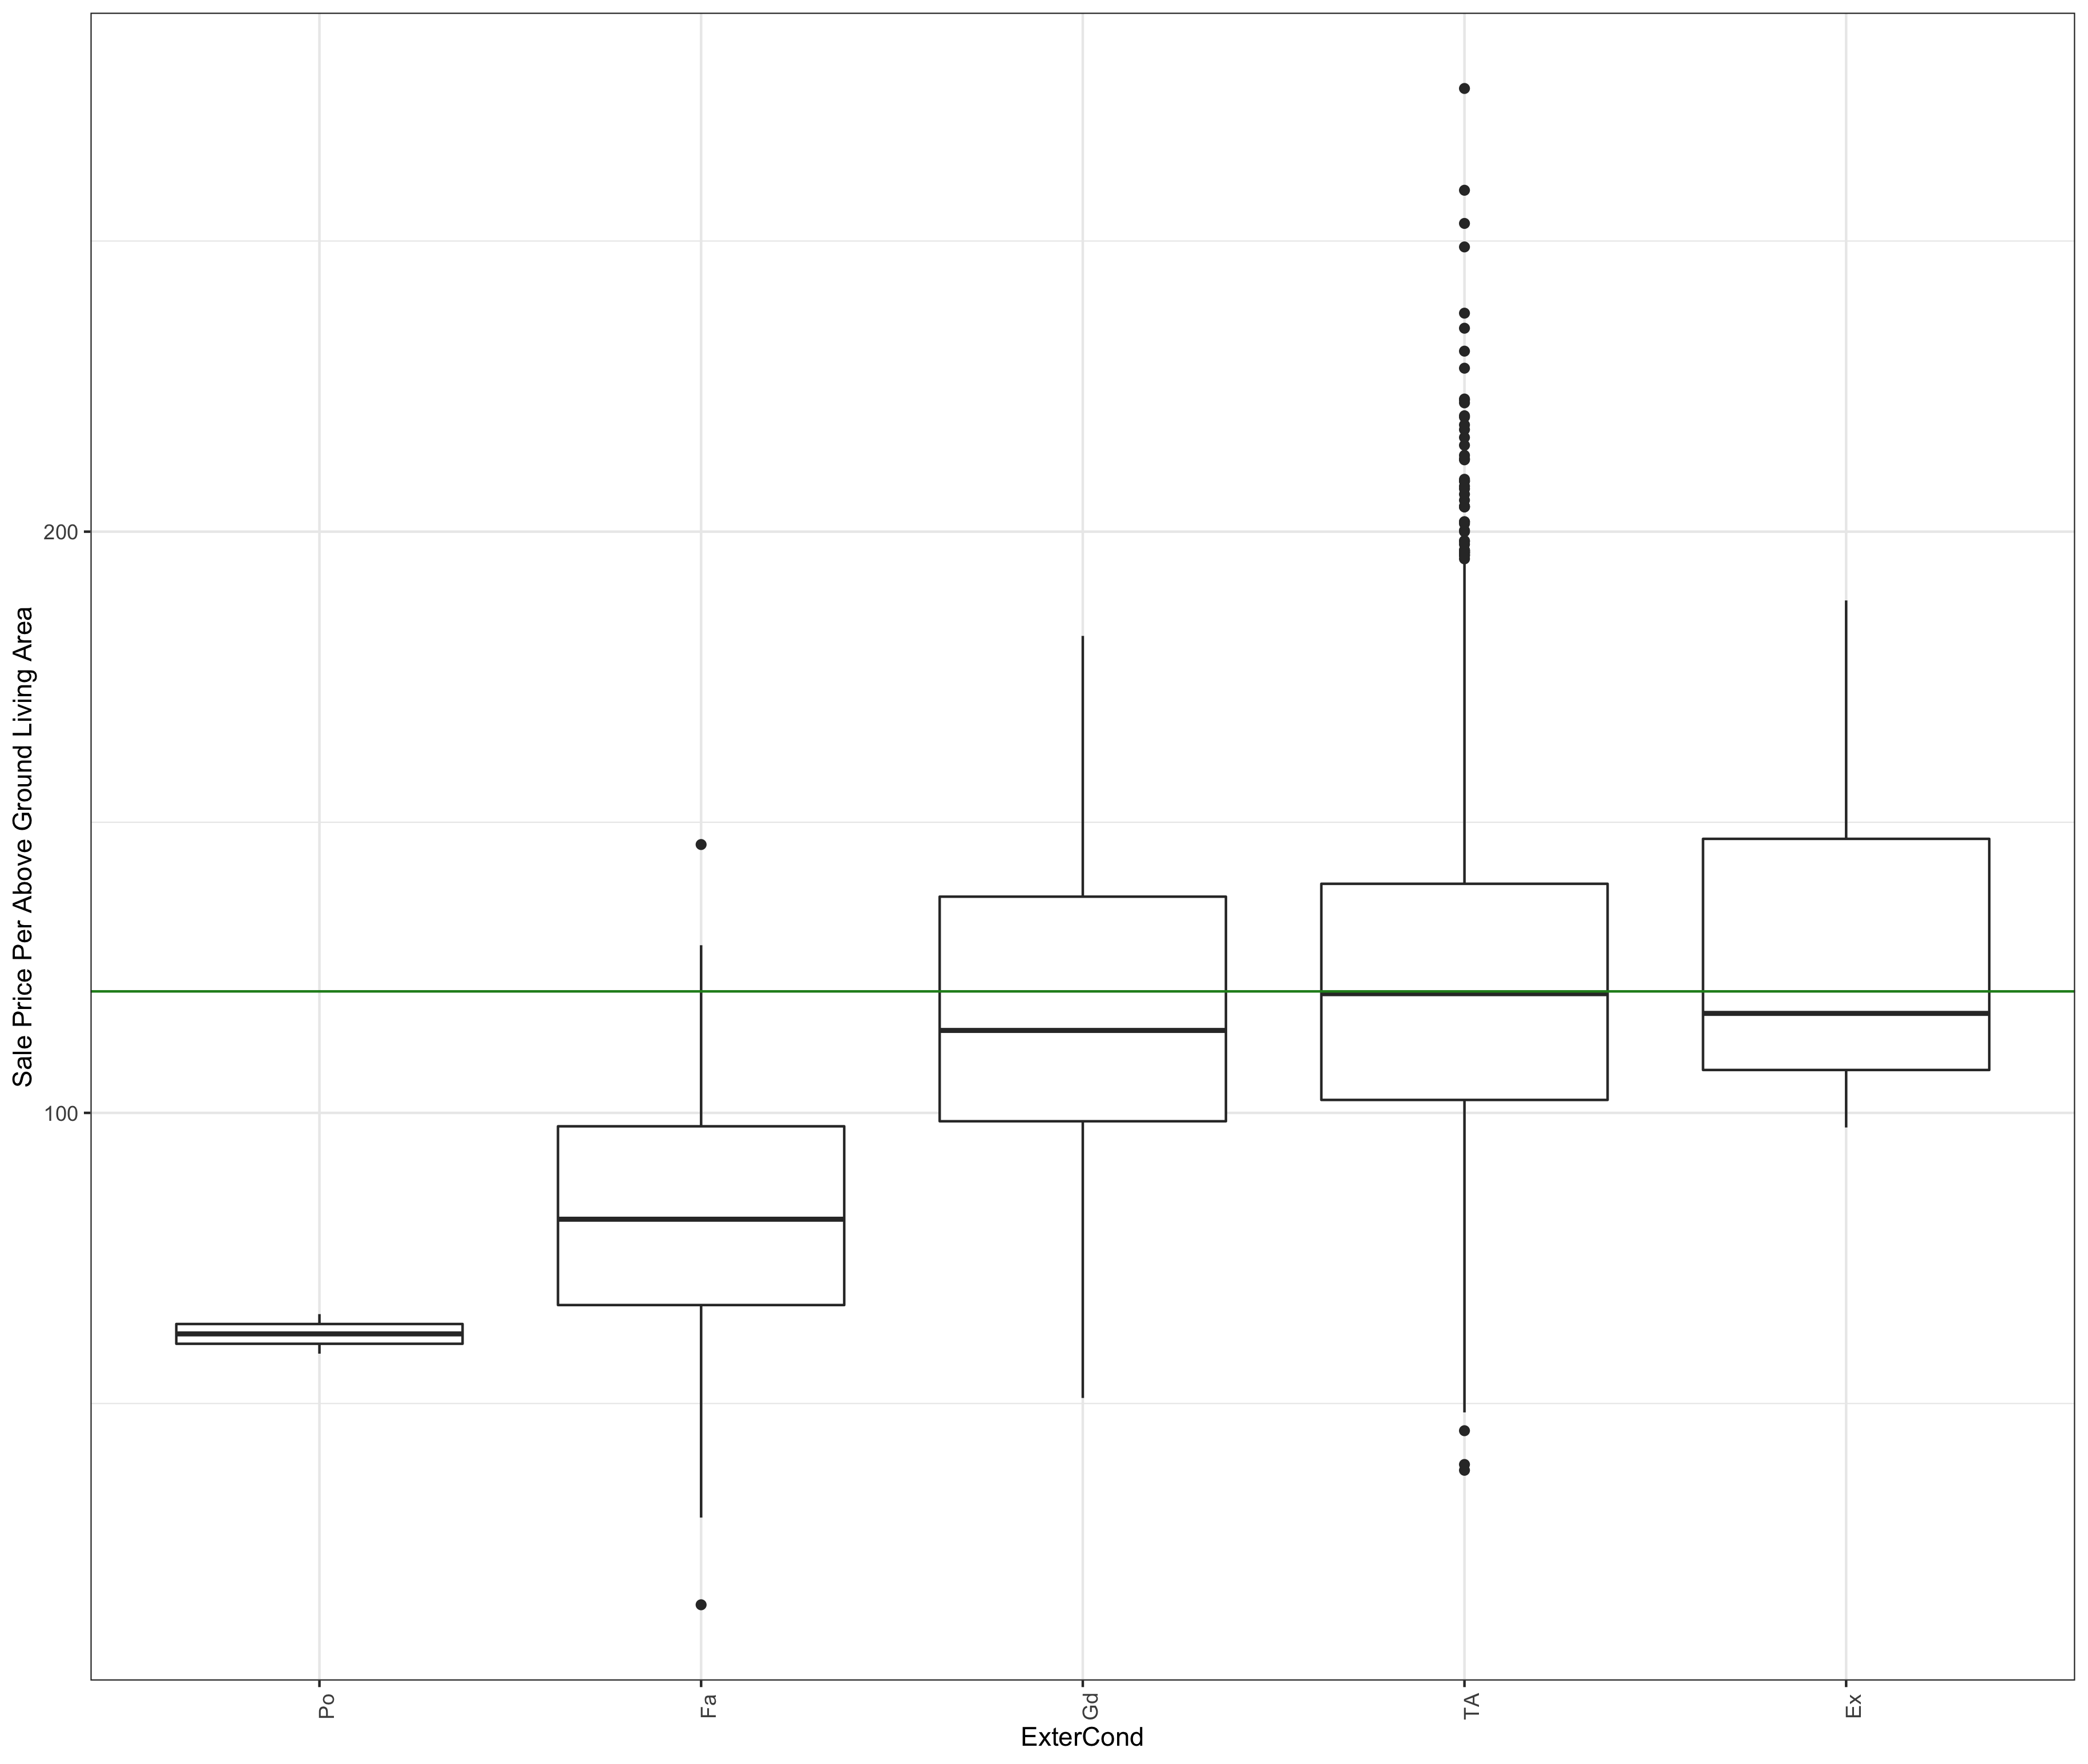 Sale Price Per Above Ground Living Area
200
100
Po
Fa
Gd
TA
Ex
ExterCond